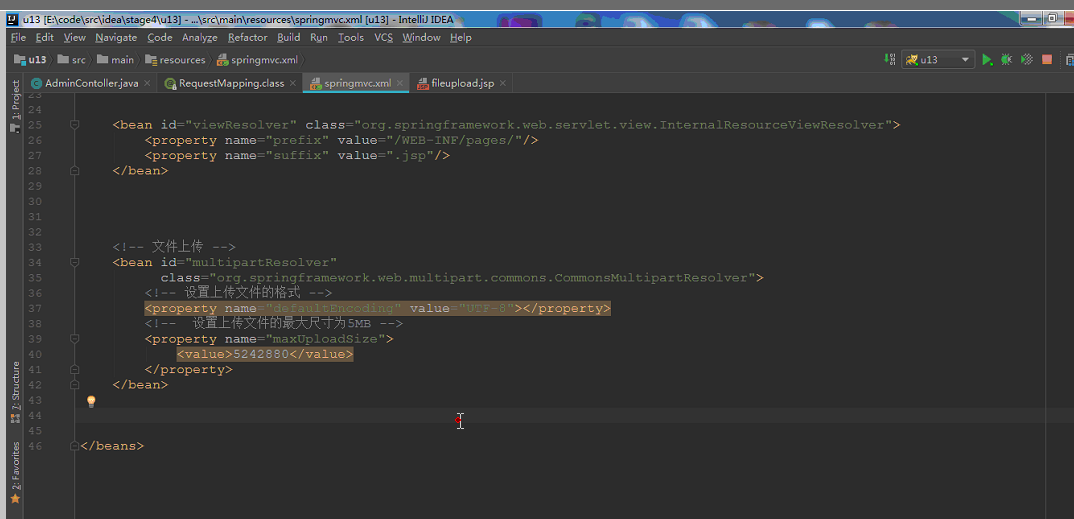 u13 [E:\code\src\idea\stage4\u13] - ...\src\main\resources\springmvc.xml [u13] - IntelliJ IDEA
File Edit View Navigate Code Analyze Refactor Build Run Tools VCS Window Help
u13 src main resources springmvc.xml u13
AdminContoller.java RequestMapping.class springmvc.xml fileupload.jsp
1: Project
7: Structure
2: Favorites
23
24
25 <bean id="viewResolver" class="org.springframework.web.servlet.view.InternalResourceViewResolver">
26 <property name="prefix" value="/WEB-INF/pages/"/>
27 <property name="suffix" value=".jsp"/>
28 </bean>
29
30
31
32
33 <!-- 文件上传 -->
34 <bean id="multipartResolver"
35 class="org.springframework.web.multipart.commons.CommonsMultipartResolver">
36 <!-- 设置上传文件的格式 -->
37 <property name="defaultEncoding" value="UTF-8"></property>
38 <!-- 设置上传文件的最大尺寸为5MB -->
39 <property name="maxUploadSize">
40 <value>5242880</value>
41 </property>
42 </bean>
43
44
45
46 </beans>